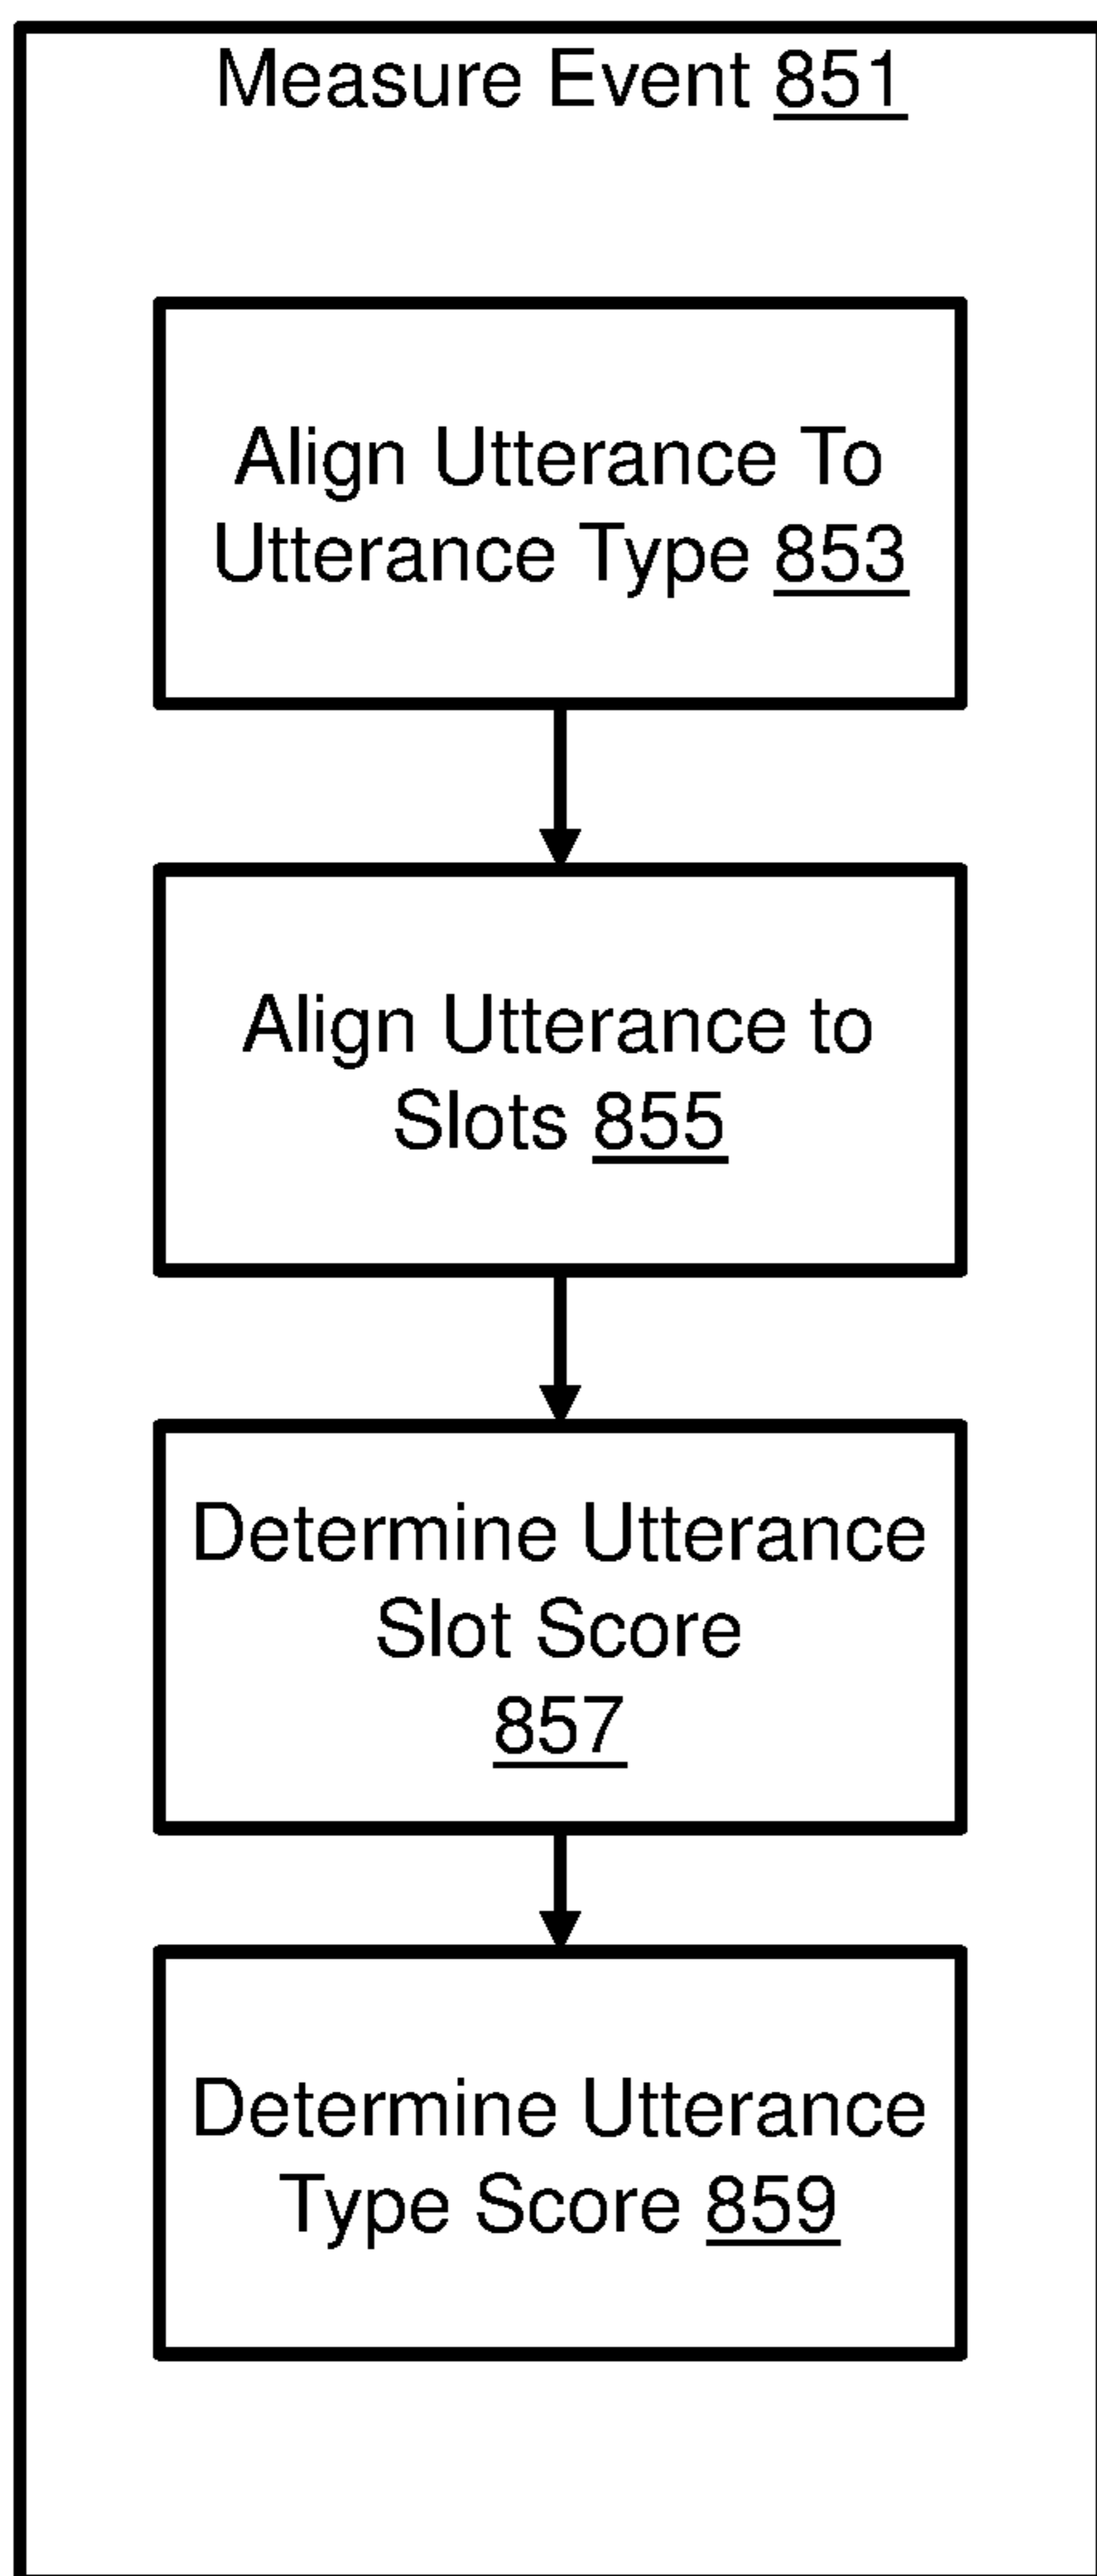 Measure Event 851
Align Utterance To
Utterance Type 853
Align Utterance to
Slots 855
Determine Utterance
Slot Score
857
Determine Utterance
Type Score 859